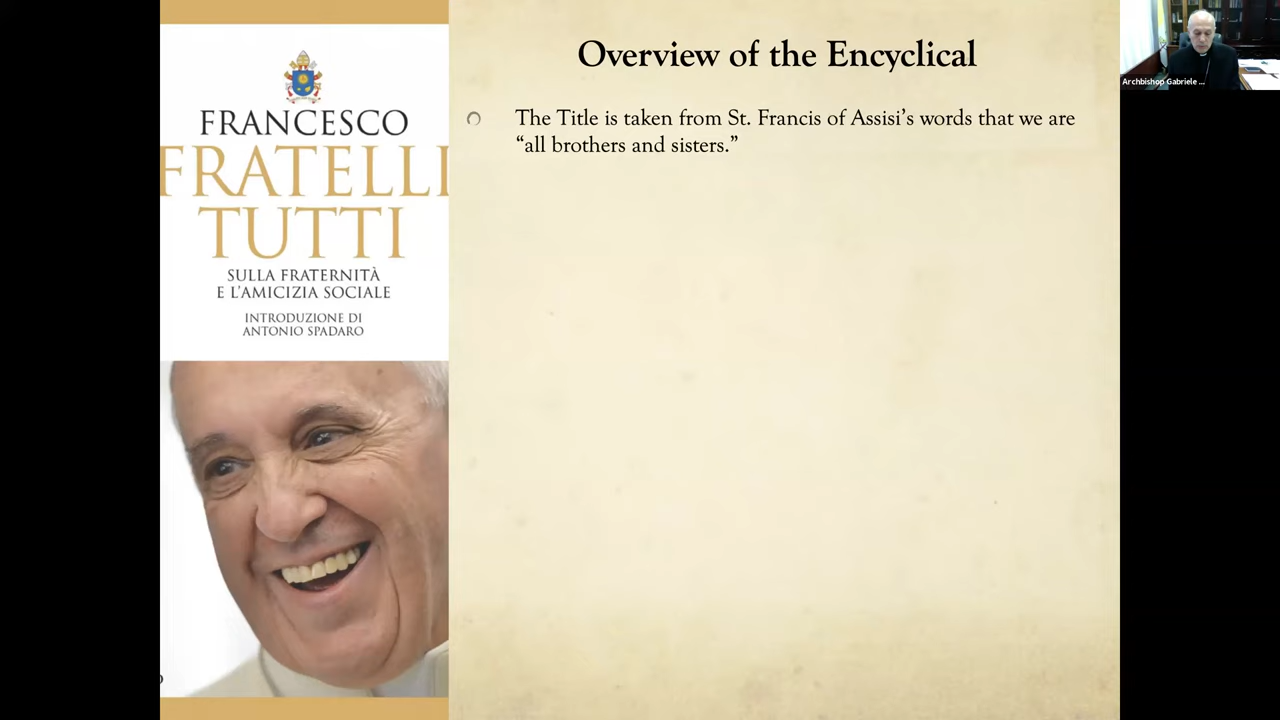 FRANCESCO
FRATELLI
TUTTI
SULLA FRATERNITÀ
E L'AMICIZIA SOCIALE
INTRODUZIONE DI
ANTONIO SPADARO
Overview of the Encyclical
The Title is taken from St. Francis of Assisi’s words that we are
“all brothers and sisters.”
Archbishop Gabriele ...